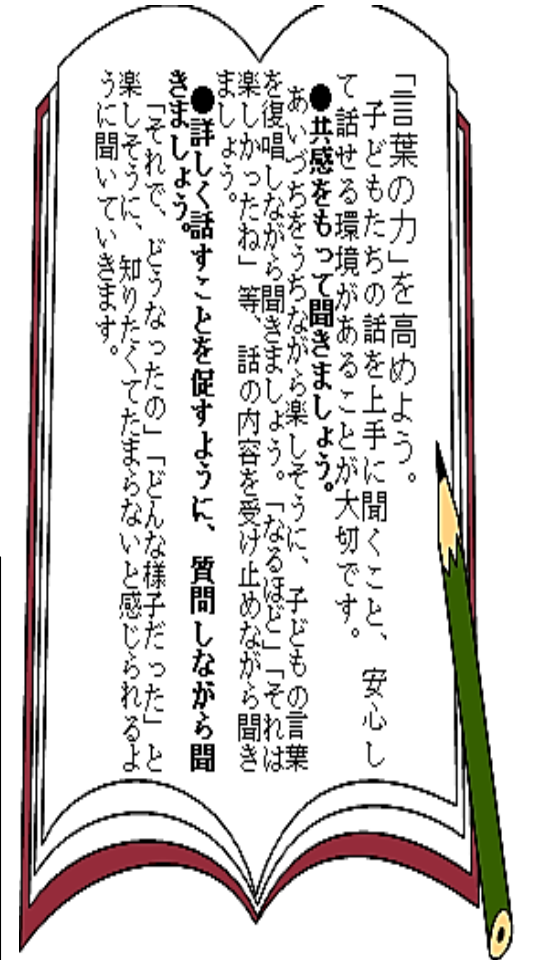 「言葉の力」を高めよう。
子どもたちの話を上手に聞くこと、安心し
て話せる環境があることが大切です。
●共感をもって聞きましょう。
あいづちをうちながら楽しそうに、子どもの言葉
を復唱しながら聞きましょう。「なるほど」「それは
楽しかったね」等、話の内容を受け止めながら聞き
ましょう。
●詳しく話すことを促すように、質問しながら聞
きましょう。
「それで、どうなったの」「どんな様子だった」と
楽しそうに、知りたくてたまらないと感じられるよ
うに聞いていきます。